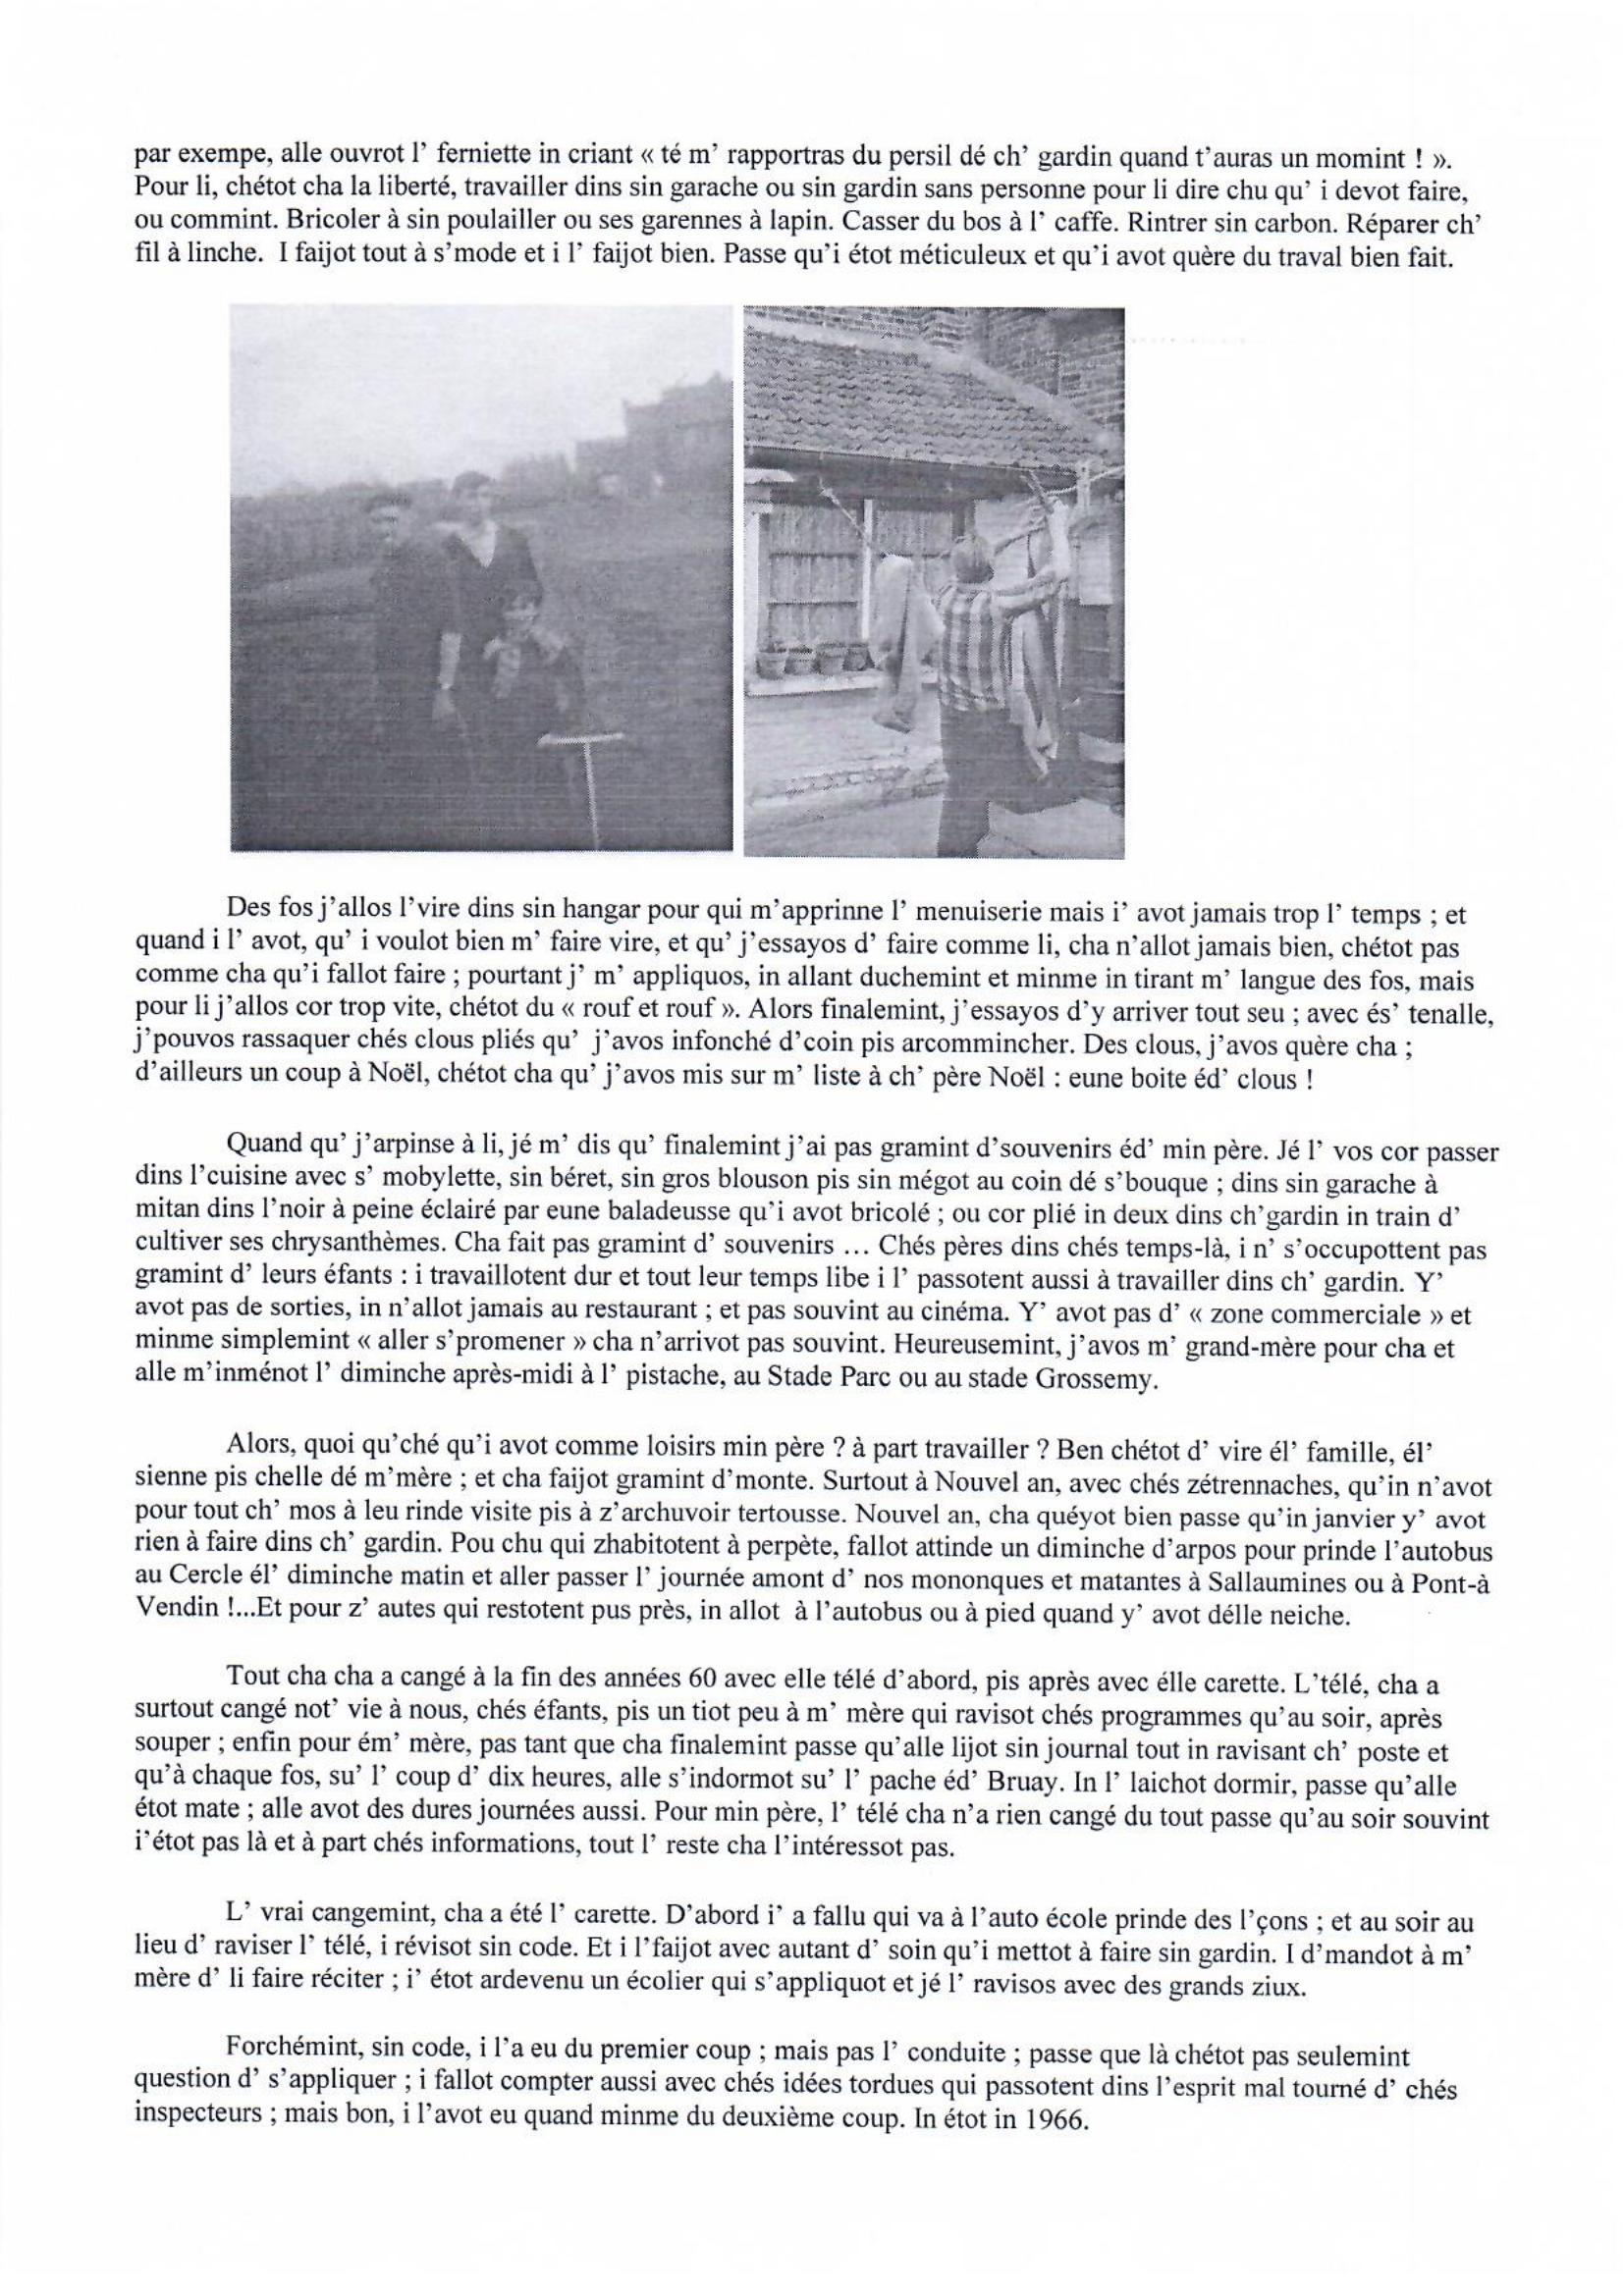 par exempe, alle ouvrot l’ ferniette in criant « té m’ rapportras du persil dé ch’ gardin quand t’auras un momint ! ».
Pour li, chétot cha la liberté, travailler dins sin garache ou sin gardin sans personne pour li dire chu qu’ i devot faire,
ou commint. Bricoler à sin poulailler ou ses garennes à lapin. Casser du bos à l’ caffe. Rintrer sin carbon. Réparer ch’
fil à linche. I faijot tout à s’mode et i l’ faijot bien. Passe qu’i étot méticuleux et qu’i avot quère du traval bien fait.
Des fos j’allos l’vire dins sin hangar pour qui m’apprinne l’ menuiserie mais i’ avot jamais trop l’ temps ; et
quand i l’ avot, qu’ i voulot bien m’ faire vire, et qu’ j’essayos d’ faire comme li, cha n’allot jamais bien, chétot pas
comme cha qu’i fallot faire ; pourtant j’ m’ appliquos, in allant duchemint et minme in tirant m’ langue des fos, mais
pour li j’allos cor trop vite, chétot du « rouf et rouf ». Alors finalemint, j’essayos d’y arriver tout seu ; avec és’ tenalle,
j’pouvos rassaquer chés clous pliés qu’ j’avos infonché d’coin pis arcommincher. Des clous, j’avos quère cha ;
d’ailleurs un coup à Noël, chétot cha qu’ j’avos mis sur m’ liste à ch’ père Noël : eune boite éd’ clous !
Quand qu’ j’arpinse à li, jé m’ dis qu’ finalemint j’ai pas gramint d’souvenirs éd’ min père. Jé l’ vos cor passer
dins l’cuisine avec s’ mobylette, sin béret, sin gros blouson pis sin mégot au coin dé s’bouque ; dins sin garache à
mitan dins l’noir à peine éclairé par eune baladeusse qu’i avot bricolé ; ou cor plié in deux dins ch’gardin in train d’
cultiver ses chrysanthèmes. Cha fait pas gramint d’ souvenirs … Chés pères dins chés temps-là, i n’ s’occupottent pas
gramint d’ leurs éfants : i travaillotent dur et tout leur temps libe i l’ passotent aussi à travailler dins ch’ gardin. Y’
avot pas de sorties, in n’allot jamais au restaurant ; et pas souvint au cinéma. Y’ avot pas d’ « zone commerciale » et
minme simplemint « aller s’promener » cha n’arrivot pas souvint. Heureusemint, j’avos m’ grand-mère pour cha et
alle m’inménot l’ diminche après-midi à l’ pistache, au Stade Parc ou au stade Grossemy.
Alors, quoi qu’ché qu’i avot comme loisirs min père ? à part travailler ? Ben chétot d’ vire él’ famille, él’
sienne pis chelle dé m’mère ; et cha faijot gramint d’monte. Surtout à Nouvel an, avec chés zétrennaches, qu’in n’avot
pour tout ch’ mos à leu rinde visite pis à z’archuvoir tertousse. Nouvel an, cha quéyot bien passe qu’in janvier y’ avot
rien à faire dins ch’ gardin. Pou chu qui zhabitotent à perpète, fallot attinde un diminche d’arpos pour prinde l’autobus
au Cercle él’ diminche matin et aller passer l’ journée amont d’ nos mononques et matantes à Sallaumines ou à Pont-à
Vendin !...Et pour z’ autes qui restotent pus près, in allot à l’autobus ou à pied quand y’ avot délle neiche.
Tout cha cha a cangé à la fin des années 60 avec elle télé d’abord, pis après avec élle carette. L’télé, cha a
surtout cangé not’ vie à nous, chés éfants, pis un tiot peu à m’ mère qui ravisot chés programmes qu’au soir, après
souper ; enfin pour ém’ mère, pas tant que cha finalemint passe qu’alle lijot sin journal tout in ravisant ch’ poste et
qu’à chaque fos, su’ l’ coup d’ dix heures, alle s’indormot su’ l’ pache éd’ Bruay. In l’ laichot dormir, passe qu’alle
étot mate ; alle avot des dures journées aussi. Pour min père, l’ télé cha n’a rien cangé du tout passe qu’au soir souvint
i’étot pas là et à part chés informations, tout l’ reste cha l’intéressot pas.
L’ vrai cangemint, cha a été l’ carette. D’abord i’ a fallu qui va à l’auto école prinde des l’çons ; et au soir au
lieu d’ raviser l’ télé, i révisot sin code. Et i l’faijot avec autant d’ soin qu’i mettot à faire sin gardin. I d’mandot à m’
mère d’ li faire réciter ; i’ étot ardevenu un écolier qui s’appliquot et jé l’ ravisos avec des grands ziux.
Forchémint, sin code, i l’a eu du premier coup ; mais pas l’ conduite ; passe que là chétot pas seulemint
question d’ s’appliquer ; i fallot compter aussi avec chés idées tordues qui passotent dins l’esprit mal tourné d’ chés
inspecteurs ; mais bon, i l’avot eu quand minme du deuxième coup. In étot in 1966.